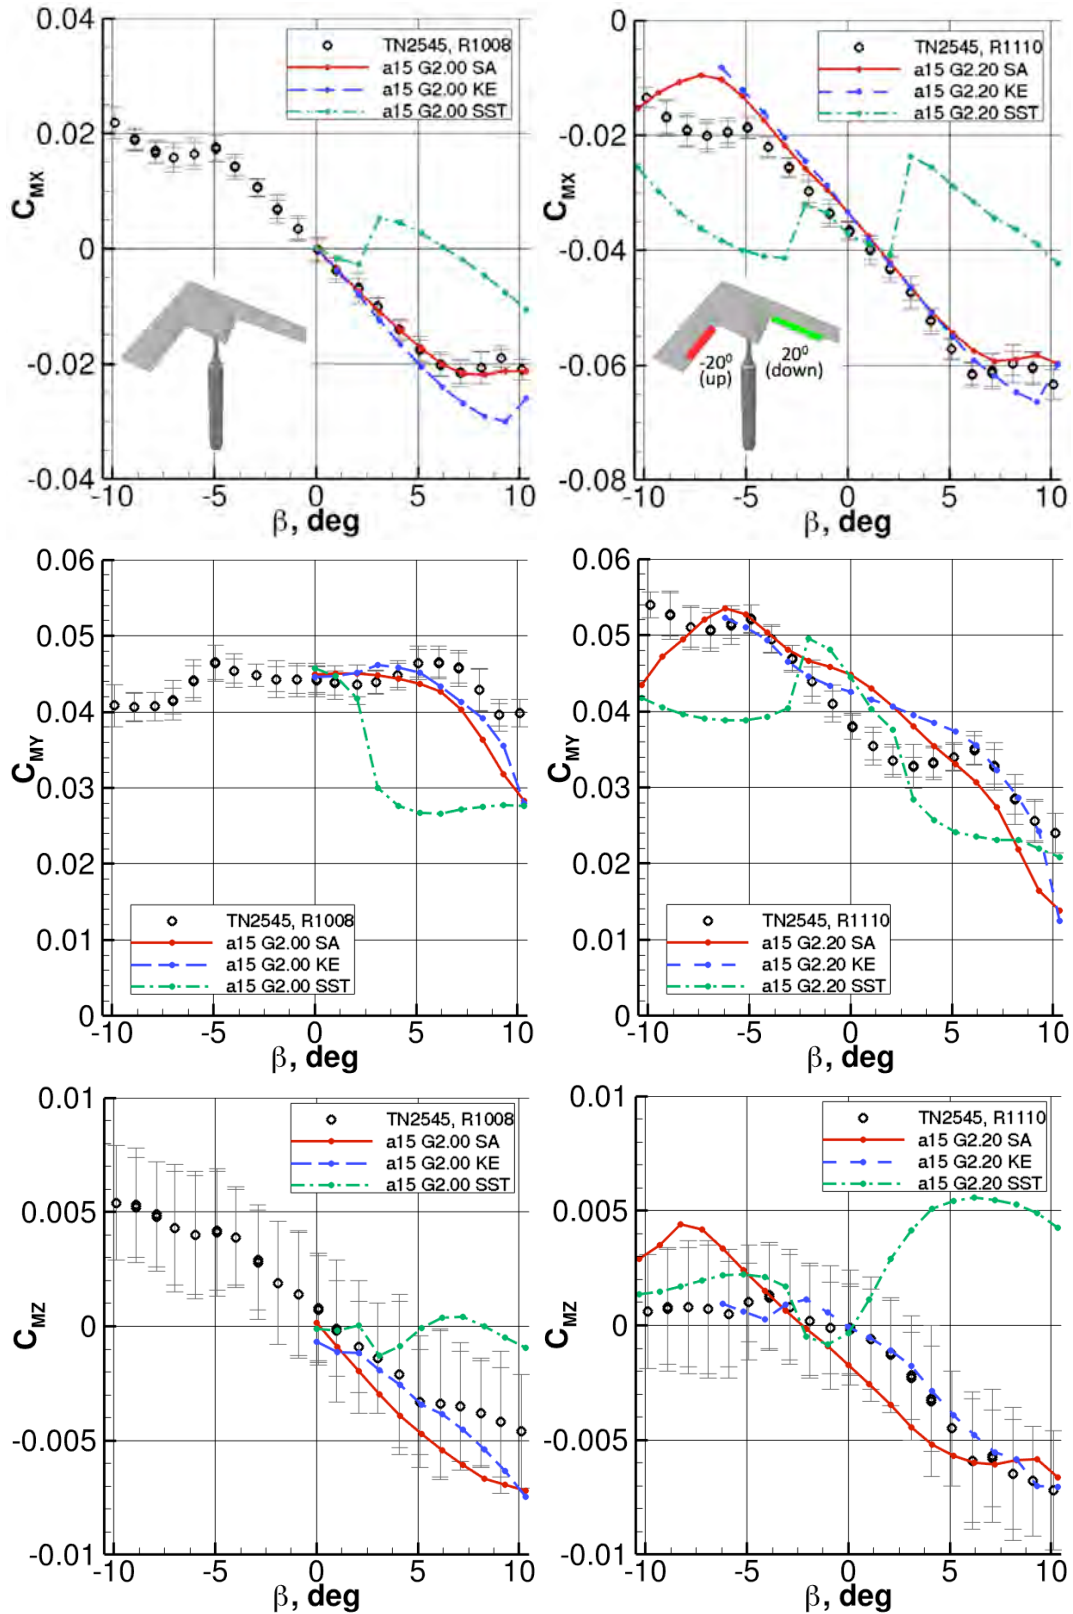 0.04
TN2545, R1008
a15 G2.00 SA
a15 G2.00 KE
a15 G2.00 SST
0.02
CMX
0
-0.02
-0.04
-10
-5
0
5
10
β, deg
0
TN2545, R1110
a15 G2.20 SA
a15 G2.20 KE
a15 G2.20 SST
-0.02
CMX
-0.04
-20⁰
(up)
20⁰
(down)
-0.06
-0.08
-10
-5
0
5
10
β, deg
0.06
0.05
0.04
CMY
0.03
0.02
0.01
0
TN2545, R1008
a15 G2.00 SA
a15 G2.00 KE
a15 G2.00 SST
-10
-5
0
5
10
β, deg
0.06
0.05
0.04
CMY
0.03
0.02
0.01
0
TN2545, R1110
a15 G2.20 SA
a15 G2.20 KE
a15 G2.20 SST
-10
-5
0
5
10
β, deg
0.01
TN2545, R1008
a15 G2.00 SA
a15 G2.00 KE
a15 G2.00 SST
0.005
CMZ
0
-0.005
-0.01
-10
-5
0
5
10
β, deg
0.01
TN2545, R1110
a15 G2.20 SA
a15 G2.20 KE
a15 G2.20 SST
0.005
CMZ
0
-0.005
-0.01
-10
-5
0
5
10
β, deg